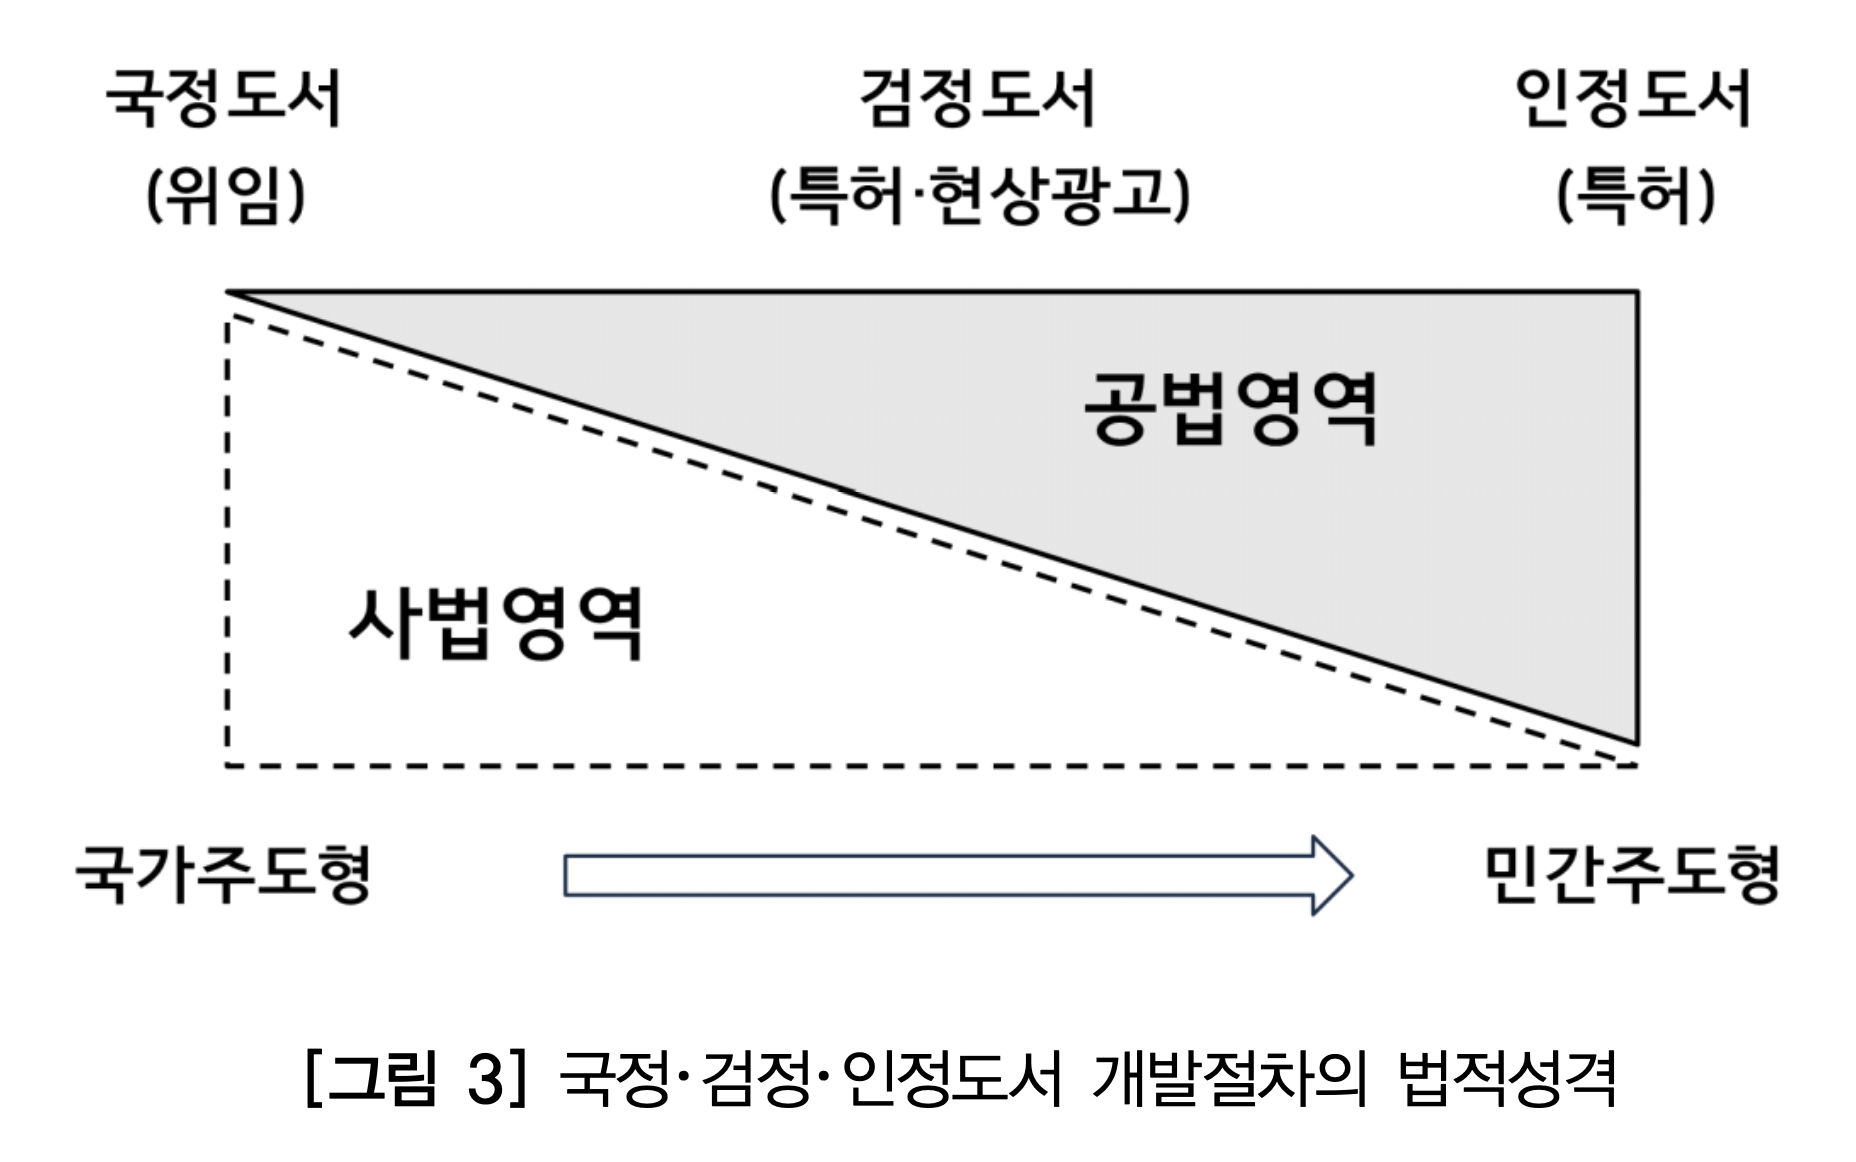 국정도서 검정도서 인정도서
(위임) (특허·현상광고) (특허)
공법영역
사법영역
국가주도형 민간주도형
[그림 3] 국정·검정·인정도서 개발절차의 법적성격